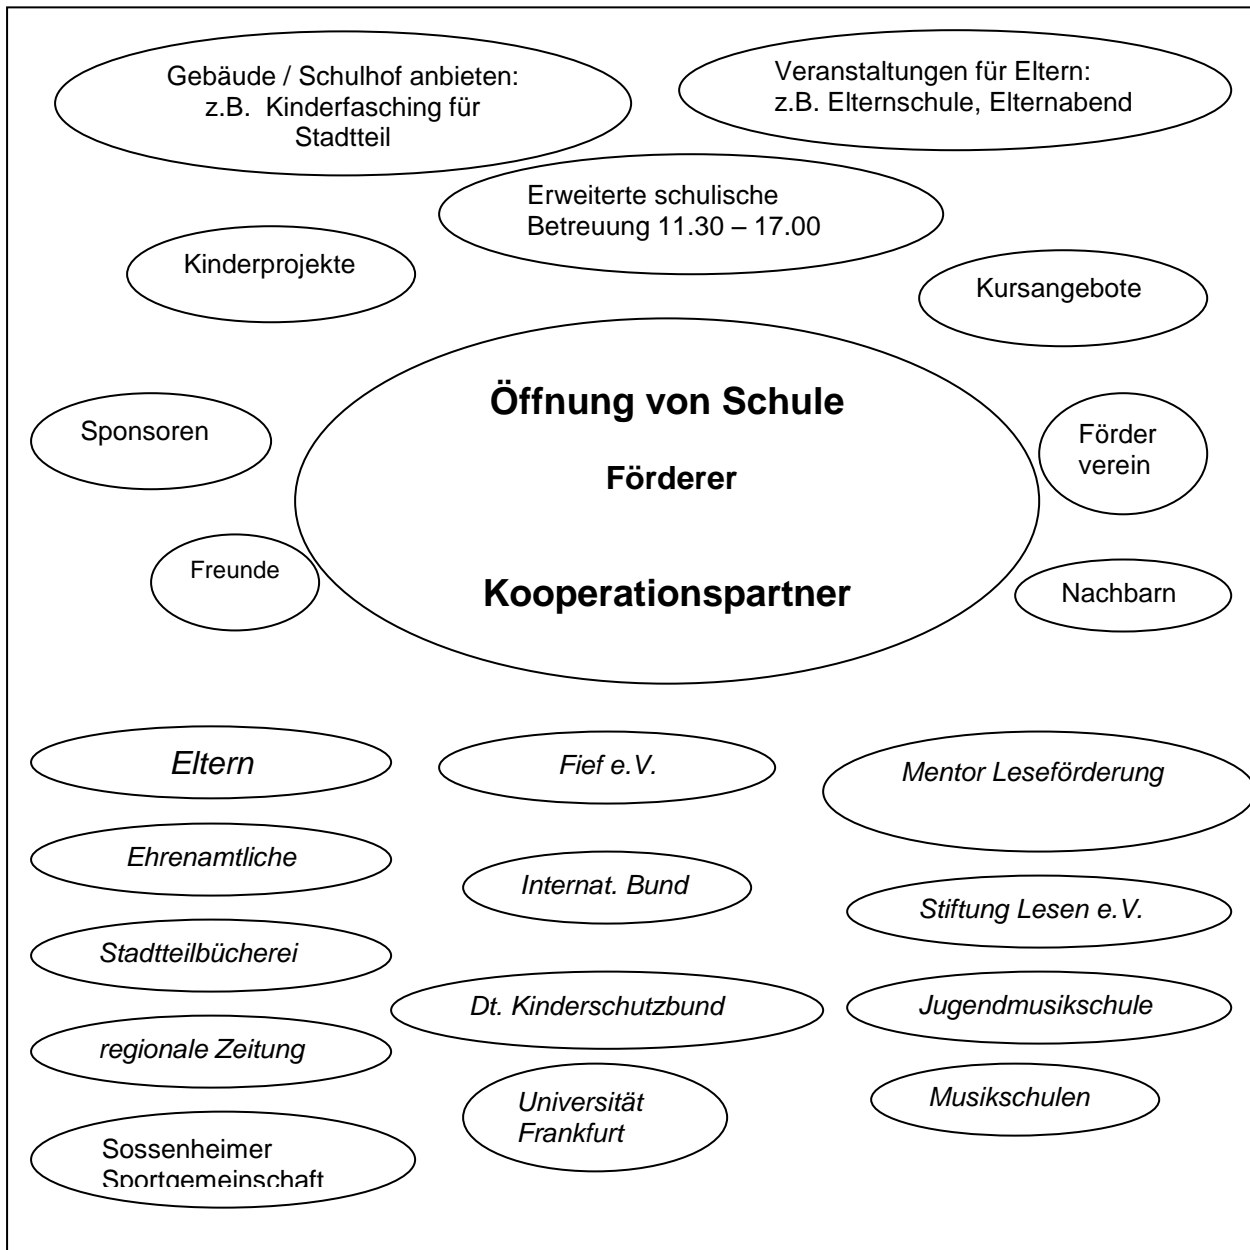 Gebäude / Schulhof anbieten:
z.B. Kinderfasching für
Stadtteil
Veranstaltungen für Eltern:
z.B. Elternschule, Elternabend
Erweiterte schulische
Betreuung 11.30 – 17.00
Kinderprojekte
Kursangebote
Öffnung von Schule
Förderer
Kooperationspartner
Sponsoren
Förder
verein
Freunde
Nachbarn
Eltern
Fief e.V.
Mentor Leseförderung
Ehrenamtliche
Internat. Bund
Stiftung Lesen e.V.
Stadtteilbücherei
Dt. Kinderschutzbund
Jugendmusikschule
regionale Zeitung
Universität
Frankfurt
Musikschulen
Sossenheimer
Sportgemeinschaft